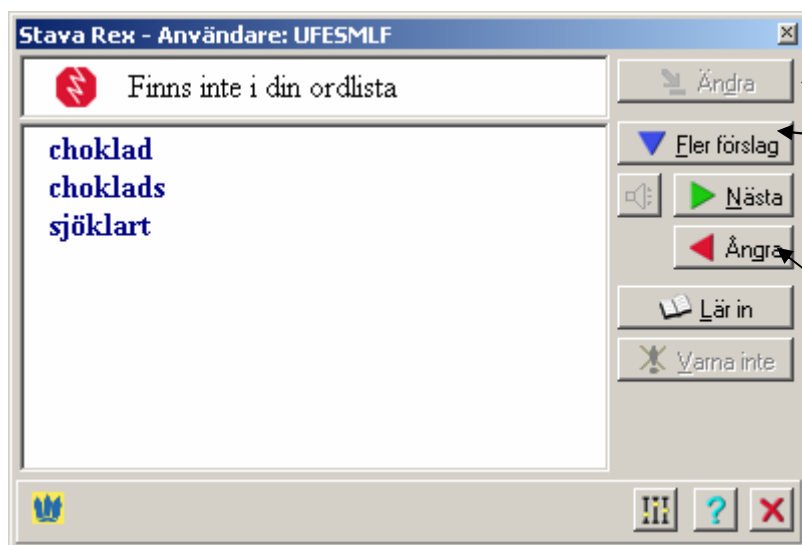 Stava Rex - Användare: UFESMLF
Finns inte i din ordlista
choklad
choklads
sjöklart
Ändra
Fler förslag
Nästa
Ångra
Lär in
Varna inte